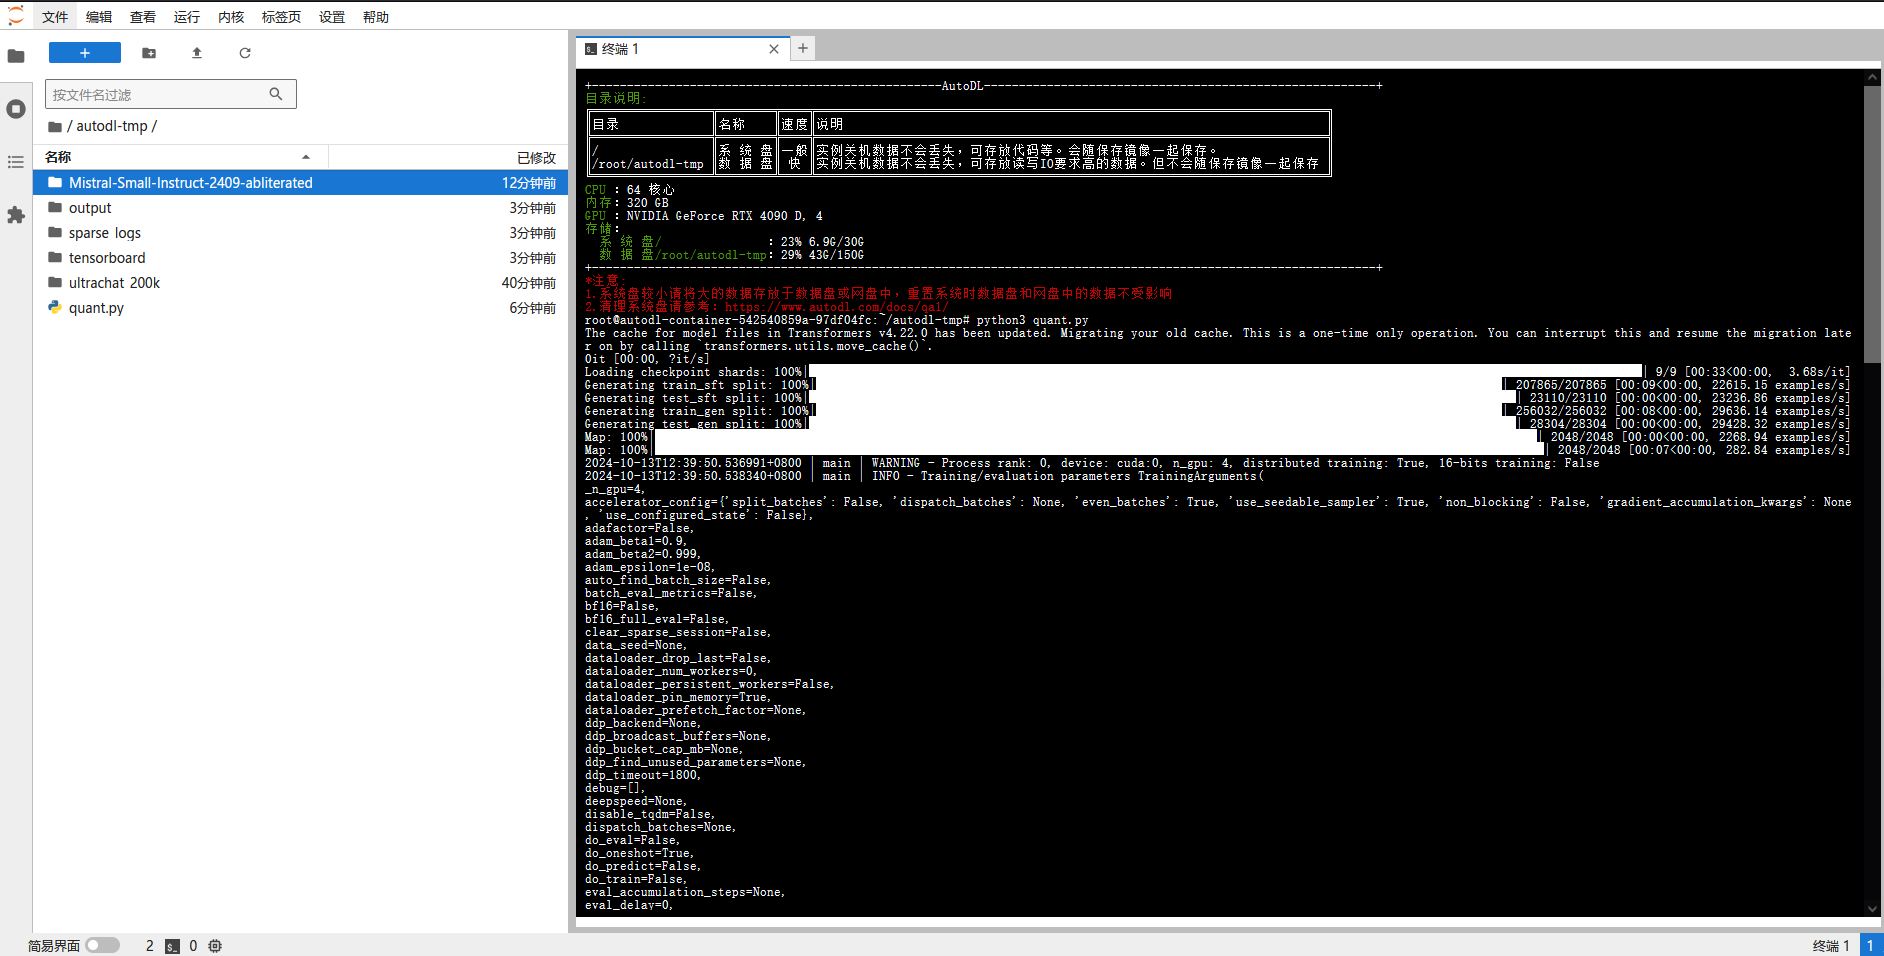 文件 编辑 查看 运行 内核 标签页 设置 帮助
+
按文件名过滤
/ autodl-tmp /
名称 已修改
Mistral-Small-Instruct-2409-abliterated 12分钟前
output 3分钟前
sparse_logs 3分钟前
tensorboard 3分钟前
ultrachat_200k 40分钟前
quant.py 6分钟前
终端 1
+--------------------------------------------------AutoDL--------------------------------------------------------+
目录说明:
目录 名称 速度 说明
/ 系 统 盘 一般 实例关机数据不会丢失，可存放代码等。会随保存镜像一起保存。
/root/autodl-tmp 数 据 盘 快 实例关机数据不会丢失，可存放读写IO要求高的数据。但不会随保存镜像一起保存
CPU : 64 核心
内存: 320 GB
GPU : NVIDIA GeForce RTX 4090 D, 4
存储:
系 统 盘/ : 23% 6.9G/30G
数 据 盘/root/autodl-tmp: 29% 43G/150G
+----------------------------------------------------------------------------------------------------------------+
*注意:
1.系统盘较小请将大的数据存放于数据盘或网盘中，重置系统时数据盘和网盘中的数据不受影响
2.清理系统盘请参考: https://www.autodl.com/docs/qa1/
root@autodl-container-542540859a-97df04fc:~/autodl-tmp# python3 quant.py
The cache for model files in Transformers v4.22.0 has been updated. Migrating your old cache. This is a one-time only operation. You can interrupt this and resume the migration late
r on by calling `transformers.utils.move_cache()`.
0it [00:00, ?it/s]
Loading checkpoint shards: 100%| | 9/9 [00:33<00:00, 3.68s/it]
Generating train_sft split: 100%| | 207865/207865 [00:09<00:00, 22615.15 examples/s]
Generating test_sft split: 100%| | 23110/23110 [00:00<00:00, 23236.86 examples/s]
Generating train_gen split: 100%| | 256032/256032 [00:08<00:00, 29636.14 examples/s]
Generating test_gen split: 100%| | 28304/28304 [00:00<00:00, 29428.32 examples/s]
Map: 100%| | 2048/2048 [00:00<00:00, 2268.94 examples/s]
Map: 100%| | 2048/2048 [00:07<00:00, 282.84 examples/s]
2024-10-13T12:39:50.536991+0800 | main | WARNING - Process rank: 0, device: cuda:0, n_gpu: 4, distributed training: True, 16-bits training: False
2024-10-13T12:39:50.538340+0800 | main | INFO - Training/evaluation parameters TrainingArguments(
_n_gpu=4,
accelerator_config={'split_batches': False, 'dispatch_batches': None, 'even_batches': True, 'use_seedable_sampler': True, 'non_blocking': False, 'gradient_accumulation_kwargs': None
, 'use_configured_state': False},
adafactor=False,
adam_beta1=0.9,
adam_beta2=0.999,
adam_epsilon=1e-08,
auto_find_batch_size=False,
batch_eval_metrics=False,
bf16=False,
bf16_full_eval=False,
clear_sparse_session=False,
data_seed=None,
dataloader_drop_last=False,
dataloader_num_workers=0,
dataloader_persistent_workers=False,
dataloader_pin_memory=True,
dataloader_prefetch_factor=None,
ddp_backend=None,
ddp_broadcast_buffers=None,
ddp_bucket_cap_mb=None,
ddp_find_unused_parameters=None,
ddp_timeout=1800,
debug=[],
deepspeed=None,
disable_tqdm=False,
dispatch_batches=None,
do_eval=False,
do_oneshot=True,
do_predict=False,
do_train=False,
eval_accumulation_steps=None,
eval_delay=0,
简易界面 2 0 终端 1 1